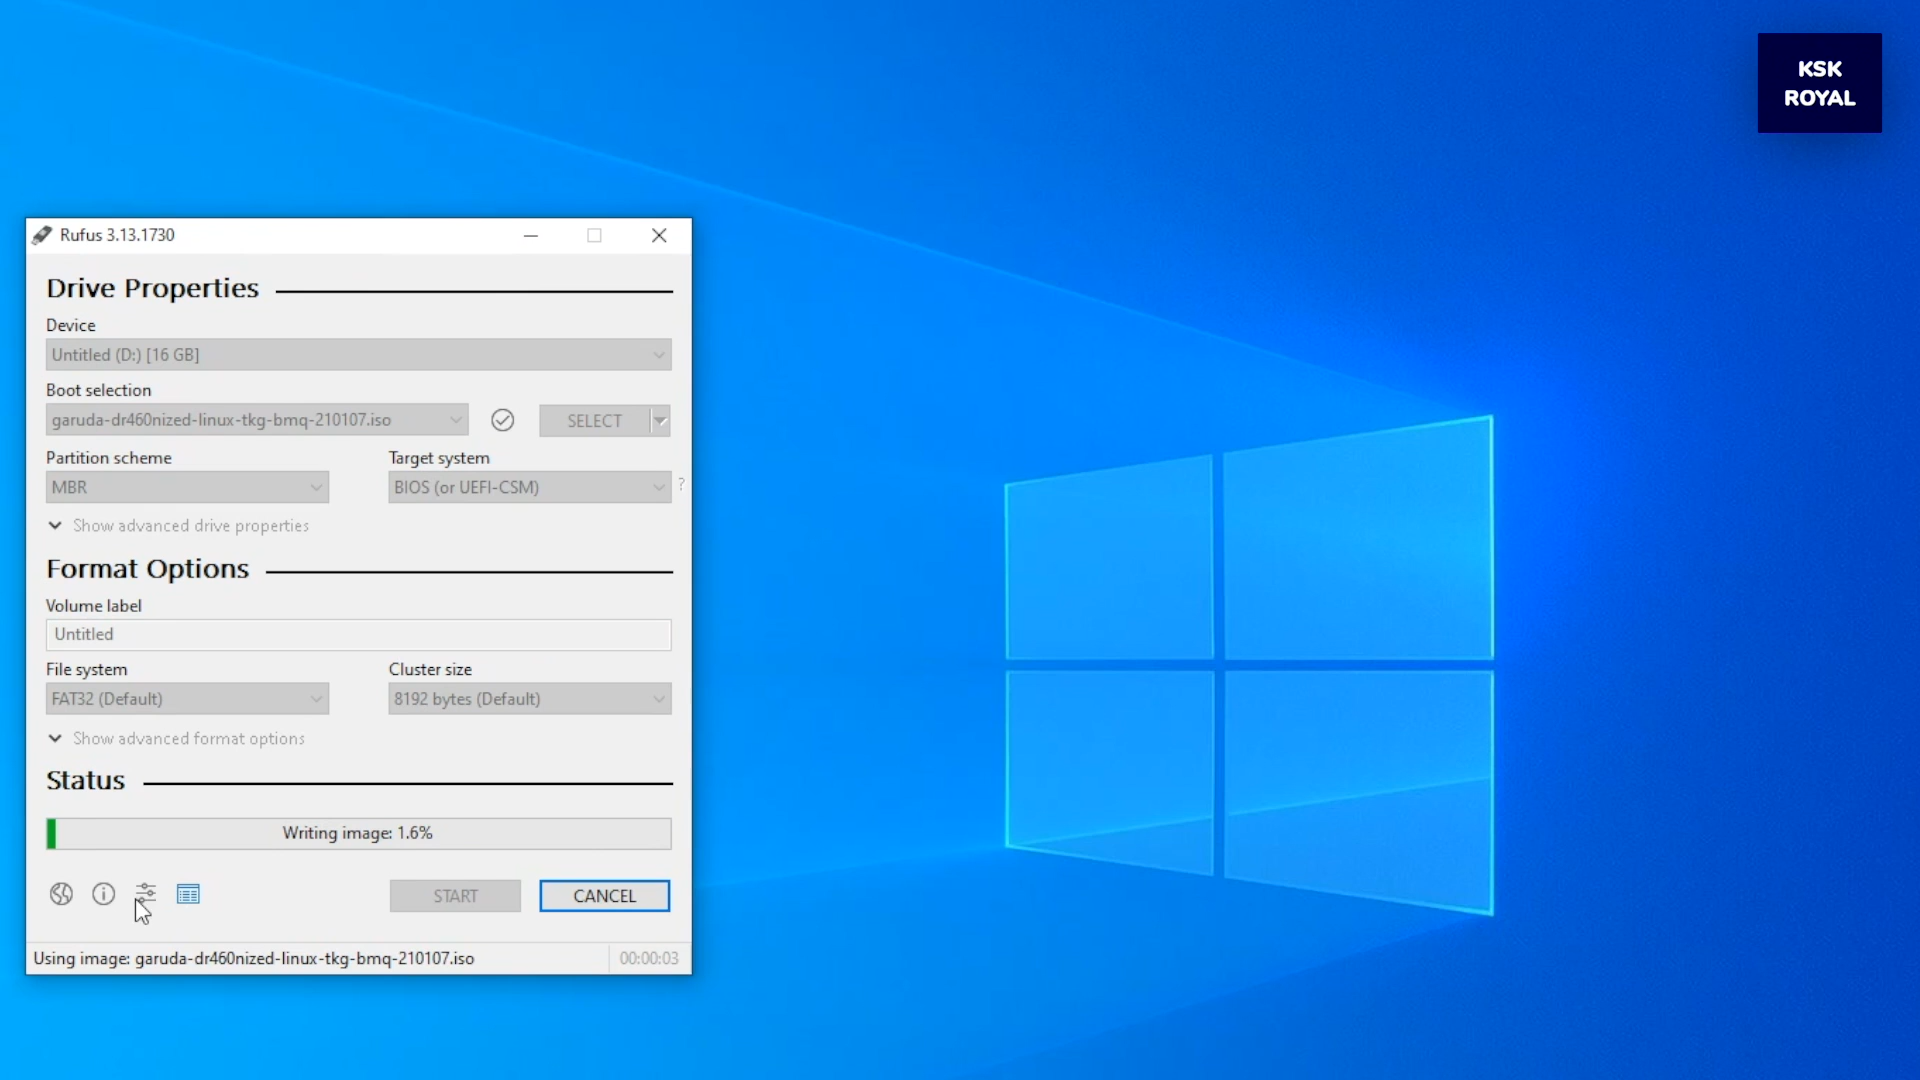 KSK
ROYAL
Rufus 3.13.1730
Drive Properties
Device
Untitled (D:) [16 GB]
Boot selection
garuda-dr460nized-linux-tkg-bmq-210107.iso
SELECT
Partition scheme
Target system
MBR
BIOS (or UEFI-CSM)
?
Show advanced drive properties
Format Options
Volume label
Untitled
File system
Cluster size
FAT32 (Default)
8192 bytes (Default)
Show advanced format options
Status
Writing image: 1.6%
START
CANCEL
Using image: garuda-dr460nized-linux-tkg-bmq-210107.iso
00:00:03